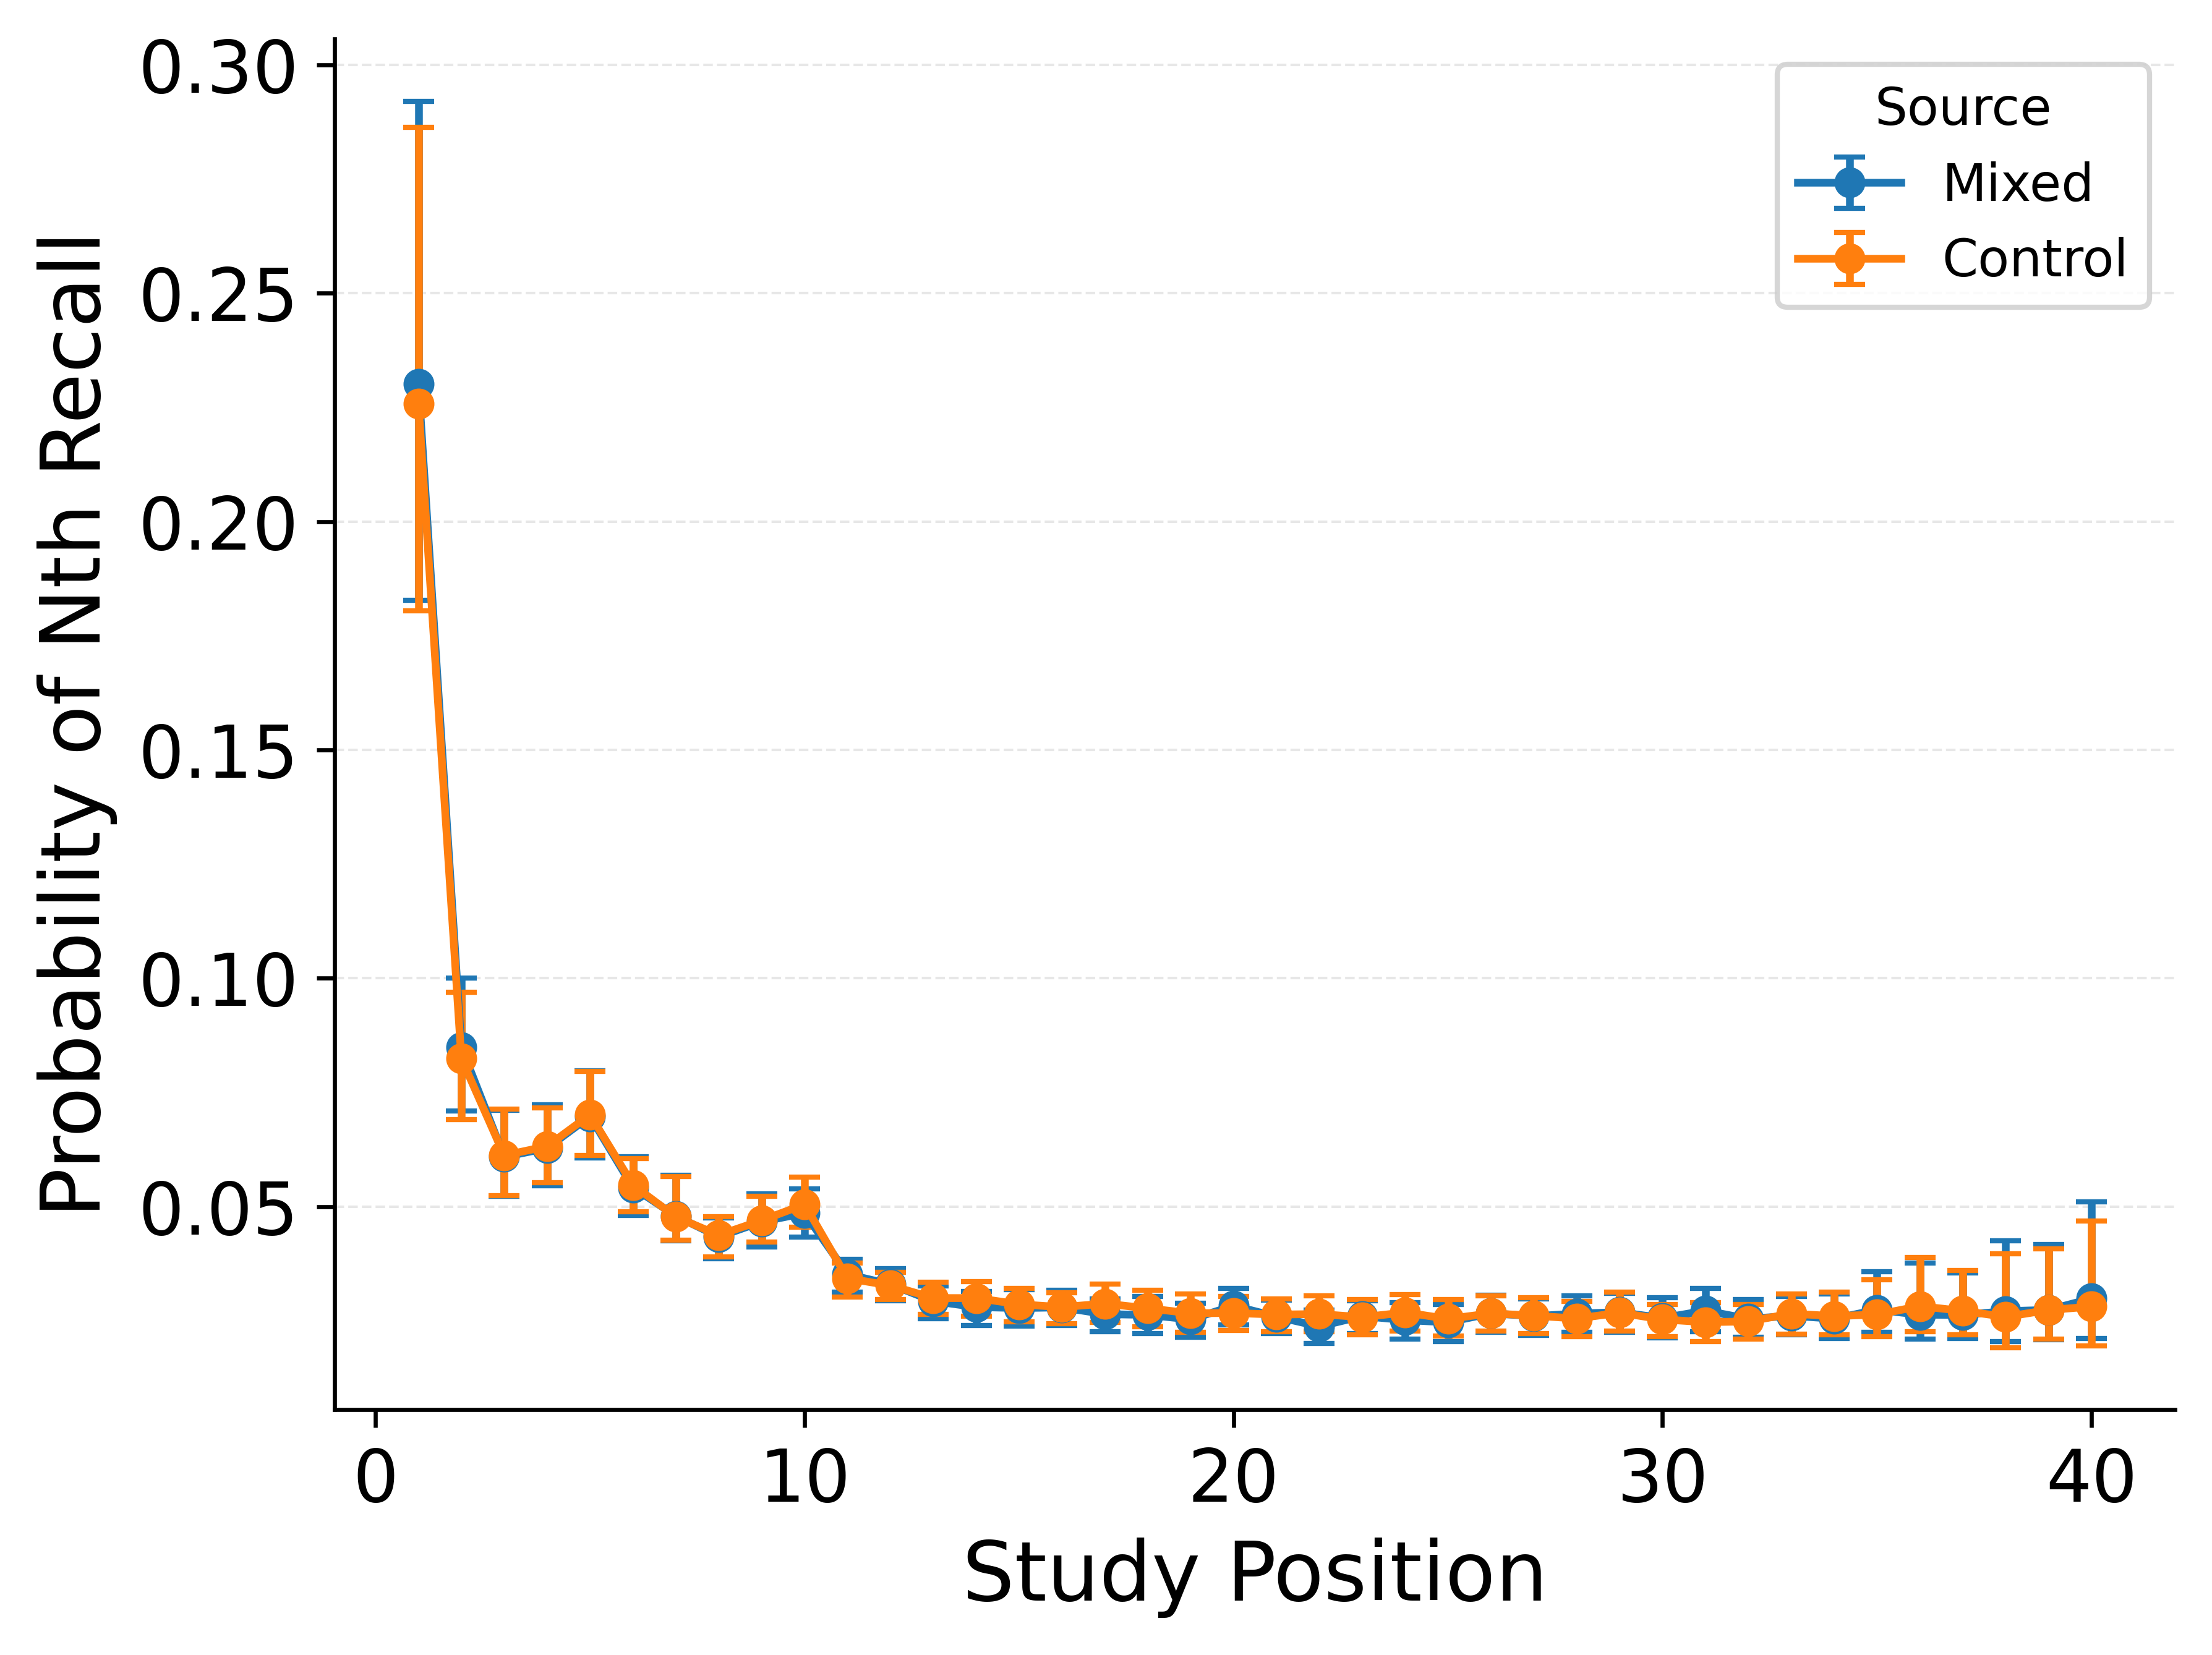 Probability of Nth Recall
0.30
0.25
0.20
0.15
0.10
0.05
Source
Mixed
Control
0
10
20
30
40
Study Position